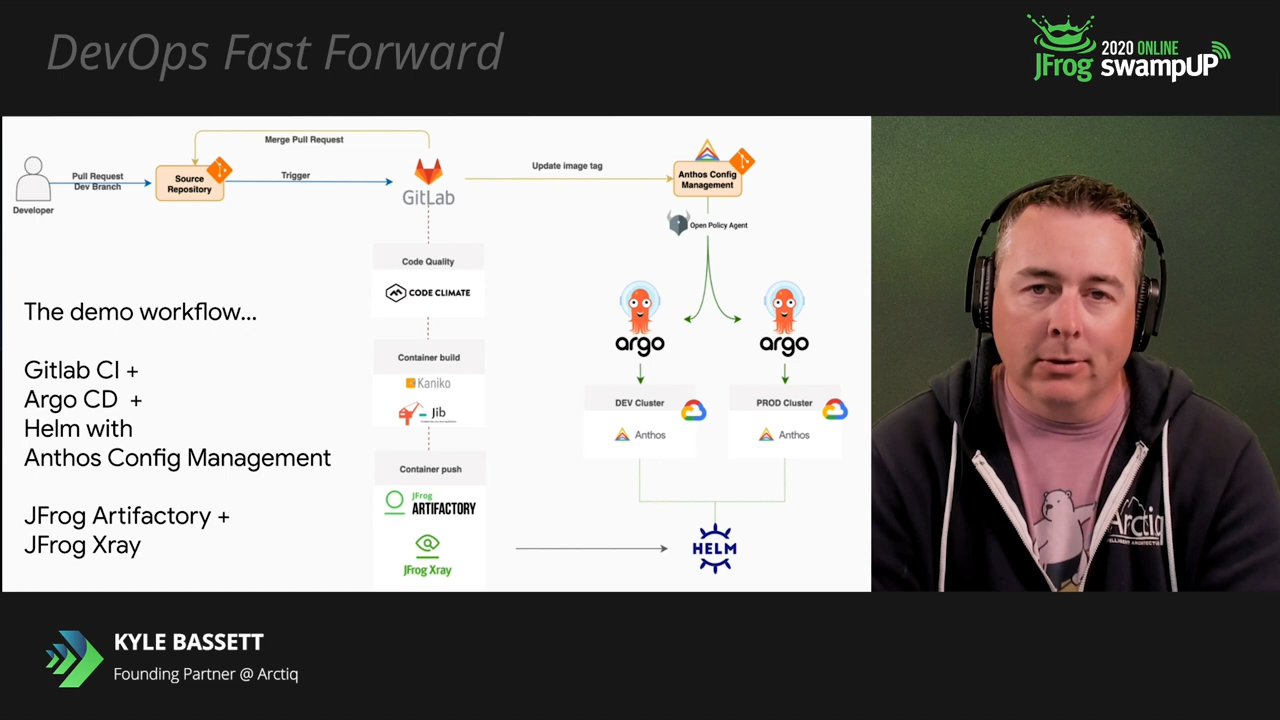 DevOps Fast Forward
JFrog
2020 ONLINE
swampUP
Merge Pull Request
Pull Request
Dev Branch
Source
Repository
Trigger
GitLab
Update image tag
Anthos Config
Management
Developer
Open Policy Agent
Code Quality
CODE CLIMATE
The demo workflow...
Gitlab CI +
Argo CD +
Helm with
Anthos Config Management
JFrog Artifactory +
JFrog Xray
Container build
Kaniko
Jib
Container push
JFrog
ARTIFACTORY
JFrog Xray
argo
argo
DEV Cluster
Anthos
PROD Cluster
Anthos
HELM
Arctiq
KYLE BASSETT
Founding Partner @ Arctiq